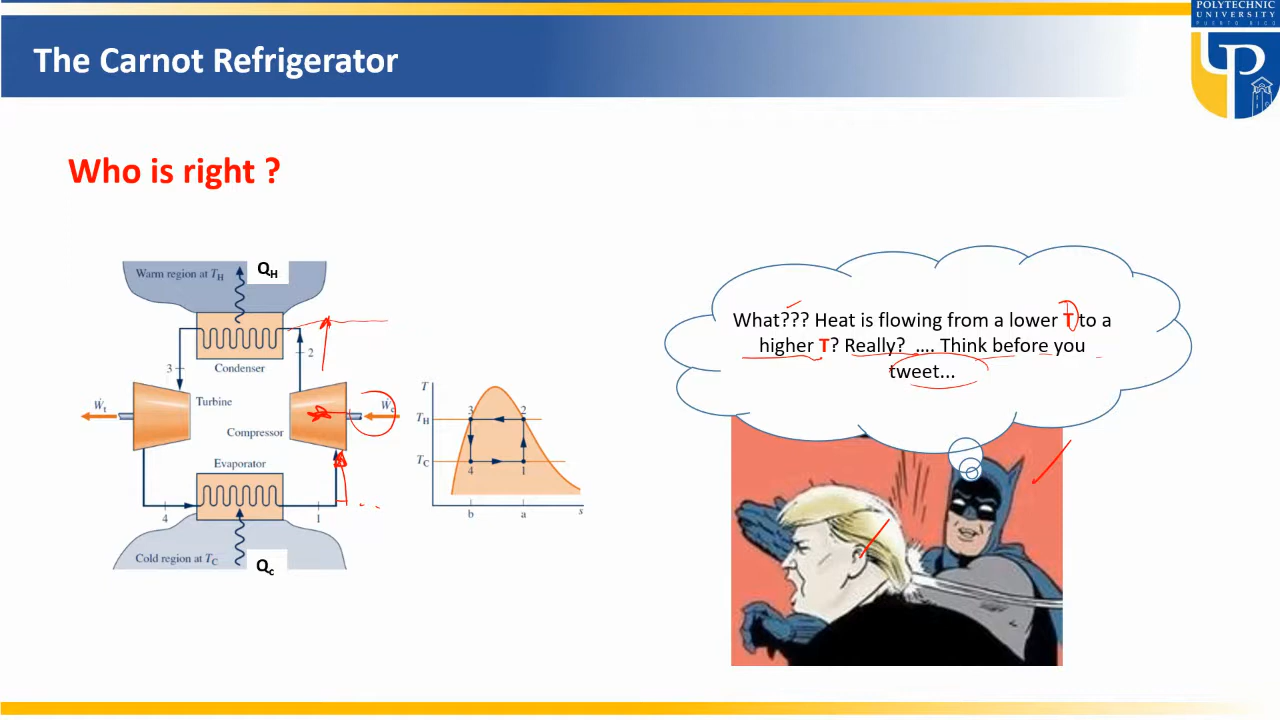 POLYTECHNIC
UNIVERSITY
PUERTO RICO
The Carnot Refrigerator
Who is right ?
Warm region at TH
QH
2
Condenser
3
Turbine
Ẇt
Ẇc
Compressor
Evaporator
4
1
Cold region at TC
Qc
T
TH
3
2
TC
4
1
b
a
s
What??? Heat is flowing from a lower T to a
higher T? Really? …. Think before you
tweet...